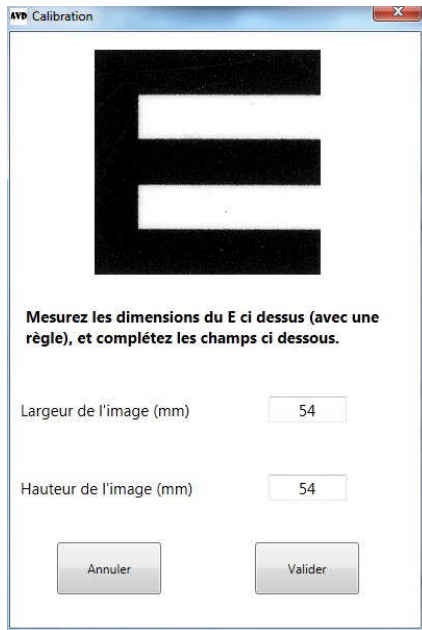 AVD Calibration
E
Mesurez les dimensions du E ci dessus (avec une
règle), et complétez les champs ci dessous.
Largeur de l'image (mm) 54
Hauteur de l'image (mm) 54
Annuler Valider